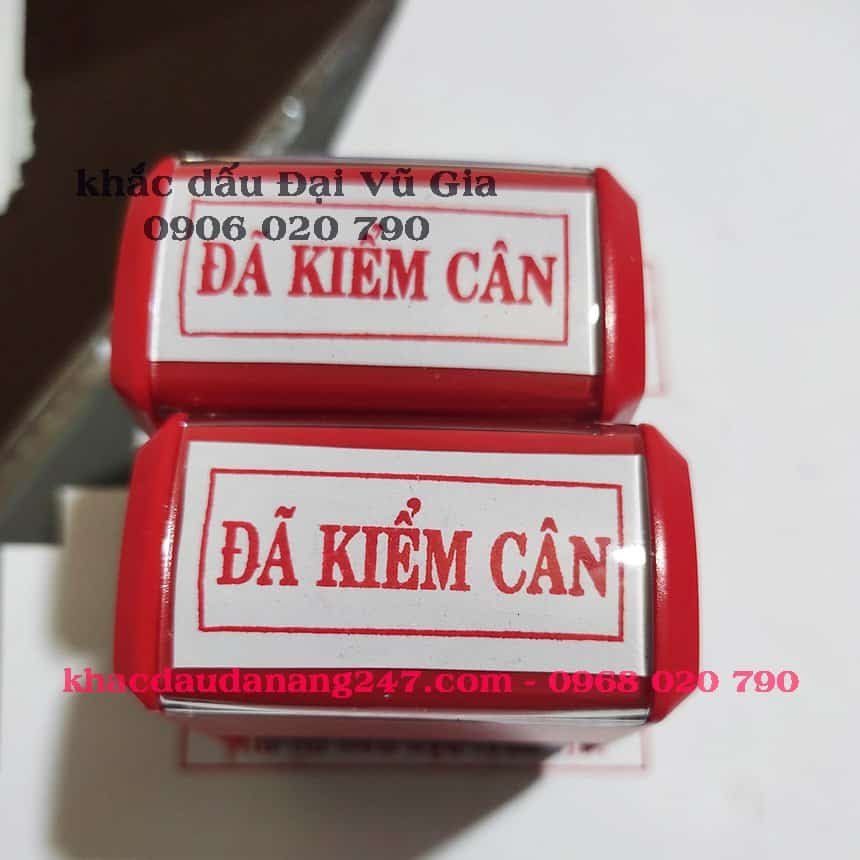 khắc dấu Đại Vũ Gia
0906 020 790
ĐÃ KIỂM CÂN
ĐÃ KIỂM CÂN
khacdaudanang247.com - 0968 020 790